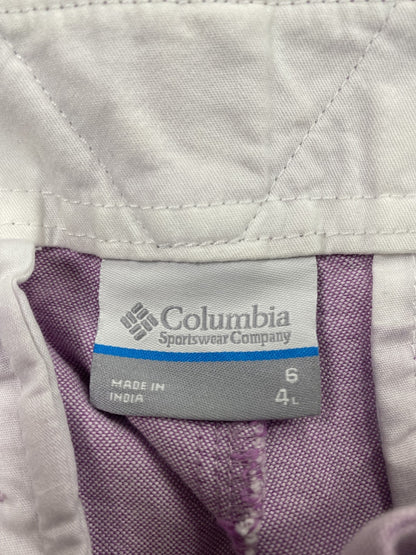 Columbia
Sportswear Company
MADE IN
INDIA
6
4L